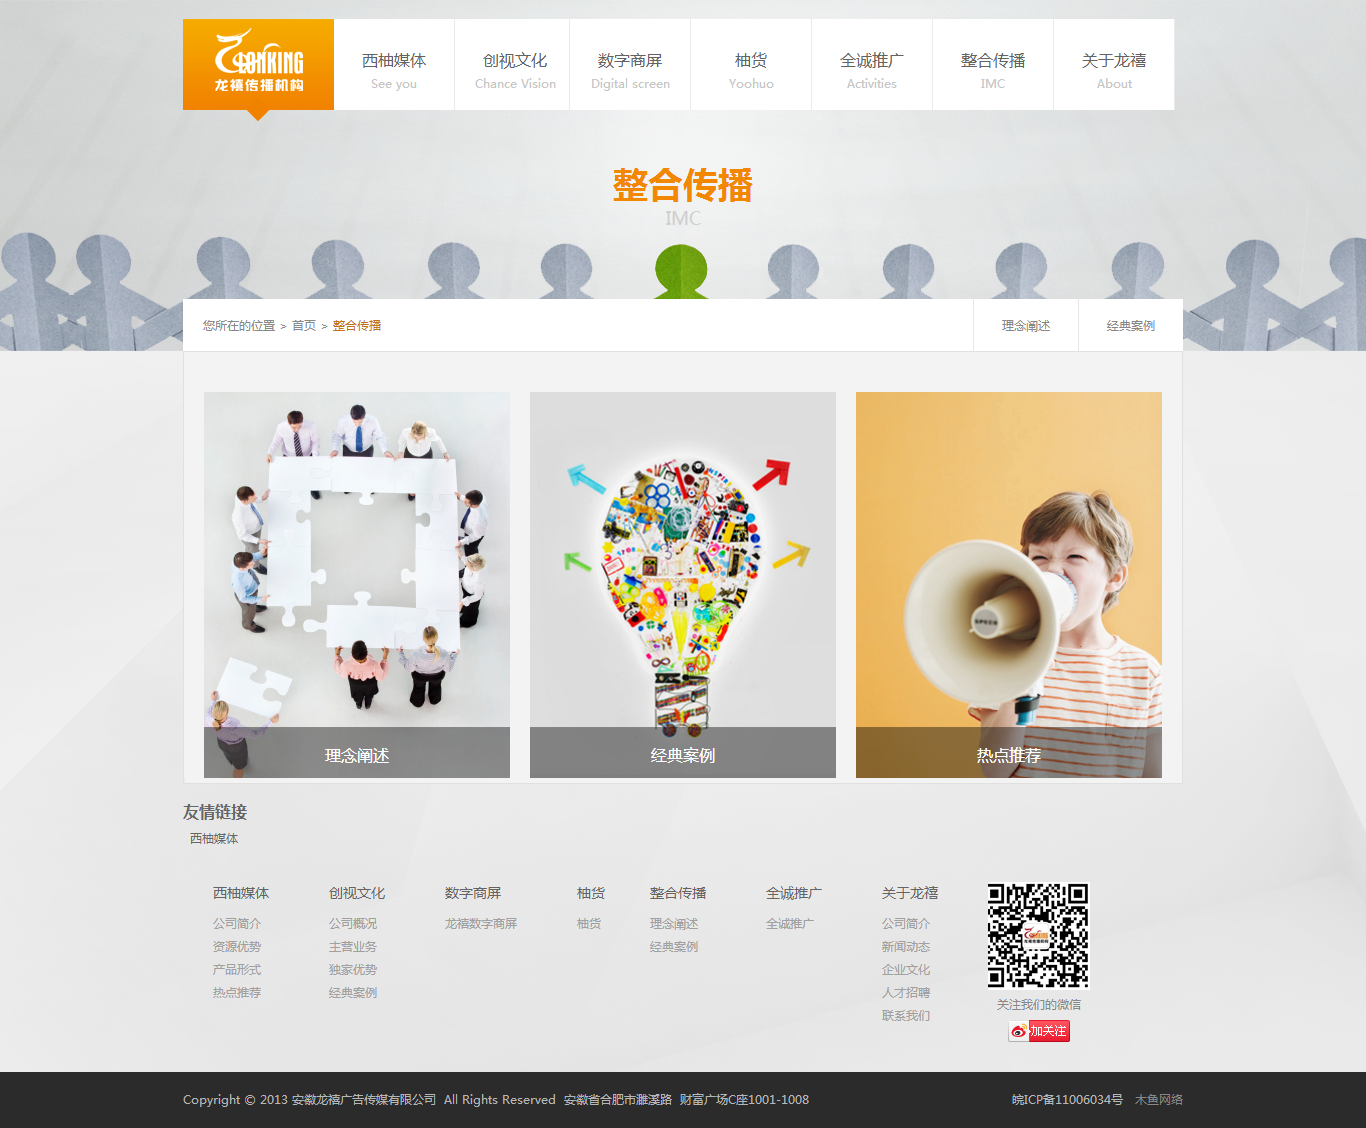 LONKING
龙禧传播机构
西柚媒体
See you
创视文化
Chance Vision
数字商屏
Digital screen
柚货
Yoohuo
全诚推广
Activities
整合传播
IMC
关于龙禧
About
整合传播
IMC
您所在的位置 > 首页 > 整合传播
理念阐述
经典案例
理念阐述
经典案例
热点推荐
友情链接
西柚媒体
西柚媒体
公司简介
资源优势
产品形式
热点推荐
创视文化
公司概况
主营业务
独家优势
经典案例
数字商屏
龙禧数字商屏
柚货
柚货
整合传播
理念阐述
经典案例
全诚推广
全诚推广
关于龙禧
公司简介
新闻动态
企业文化
人才招聘
联系我们
关注我们的微信
加关注
Copyright © 2013 安徽龙禧广告传媒有限公司 All Rights Reserved 安徽省合肥市濉溪路 财富广场C座1001-1008
皖ICP备11006034号 木鱼网络